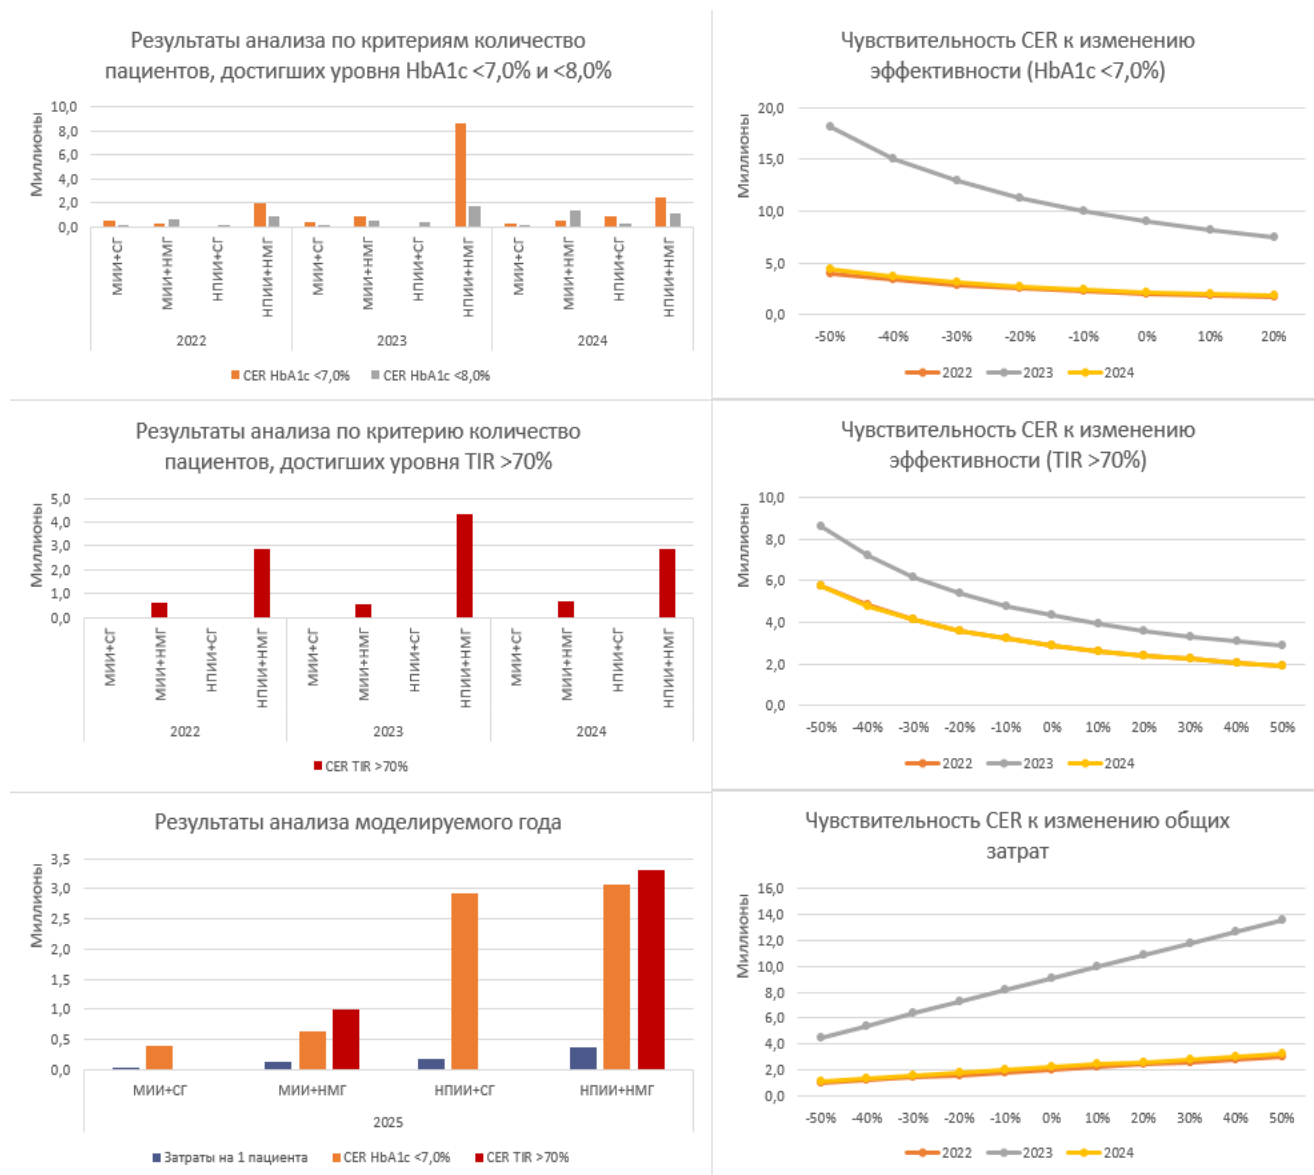 Результаты анализа по критериям количество
пациентов, достигших уровня HbA1c <7,0% и <8,0%
Миллионы
10,0
8,0
6,0
4,0
2,0
0,0
МИИ+СГ
МИИ+НМГ
НПИИ+СГ
НПИИ+НМГ
МИИ+СГ
МИИ+НМГ
НПИИ+СГ
НПИИ+НМГ
МИИ+СГ
МИИ+НМГ
НПИИ+СГ
НПИИ+НМГ
2022
2023
2024
CER HbA1c <7,0%
CER HbA1c <8,0%
Чувствительность CER к изменению
эффективности (HbA1c <7,0%)
Миллионы
20,0
15,0
10,0
5,0
0,0
-50%
-40%
-30%
-20%
-10%
0%
10%
20%
2022
2023
2024
Результаты анализа по критерию количество
пациентов, достигших уровня TIR >70%
Миллионы
5,0
4,0
3,0
2,0
1,0
0,0
МИИ+СГ
МИИ+НМГ
НПИИ+СГ
НПИИ+НМГ
МИИ+СГ
МИИ+НМГ
НПИИ+СГ
НПИИ+НМГ
МИИ+СГ
МИИ+НМГ
НПИИ+СГ
НПИИ+НМГ
2022
2023
2024
CER TIR >70%
Чувствительность CER к изменению
эффективности (TIR >70%)
Миллионы
10,0
8,0
6,0
4,0
2,0
0,0
-50%
-40%
-30%
-20%
-10%
0%
10%
20%
30%
40%
50%
2022
2023
2024
Результаты анализа моделируемого года
Миллионы
3,5
3,0
2,5
2,0
1,5
1,0
0,5
0,0
МИИ+СГ
МИИ+НМГ
НПИИ+СГ
НПИИ+НМГ
2025
Затраты на 1 пациента
CER HbA1c <7,0%
CER TIR >70%
Чувствительность CER к изменению общих
затрат
Миллионы
16,0
14,0
12,0
10,0
8,0
6,0
4,0
2,0
0,0
-50%
-40%
-30%
-20%
-10%
0%
10%
20%
30%
40%
50%
2022
2023
2024